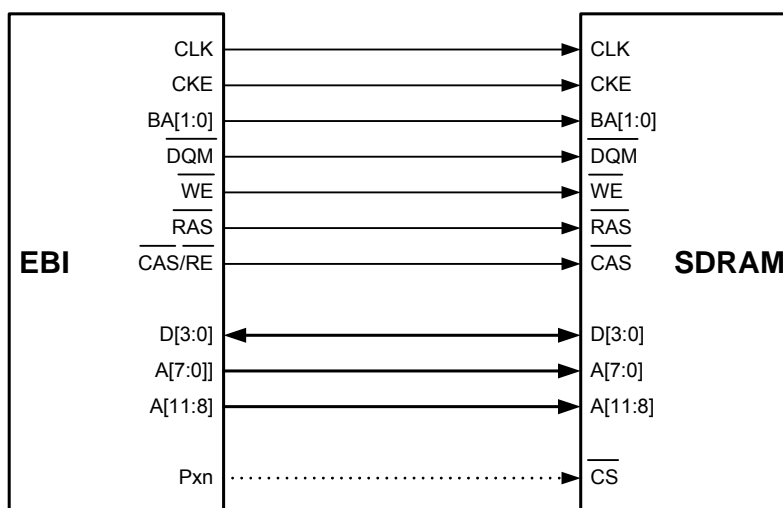 CLK CLK
CKE CKE
BA[1:0] BA[1:0]
DQM DQM
WE WE
RAS RAS
EBI CAS/RE CAS SDRAM
D[3:0] D[3:0]
A[7:0]] A[7:0]
A[11:8] A[11:8]
Pxn CS